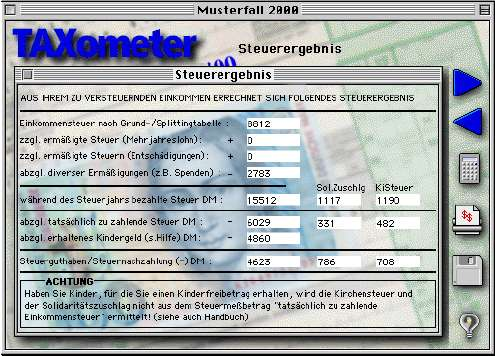 Musterfall 2000
TAXometer
Steuerergebnis
Steuerergebnis
AUS IHREM ZU VERSTEUERNDEN EINKOMMEN ERRECHNET SICH FOLGENDES STEUERERGEBNIS
Einkommensteuer nach Grund-/Splittingtabelle : 8812
zzgl. ermäßigte Steuer (Mehrjahreslohn): + 0
zzgl. ermäßigte Steuern (Entschädigungen): + 0
abzgl. diverser Ermäßigungen (z.B. Spenden) : - 2783
Sol.Zuschlg KiSteuer
während des Steuerjahrs bezahlte Steuer DM : 15512 1117 1190
abzgl. tatsächlich zu zahlende Steuer DM : - 6029 331 482
abzgl. erhaltenes Kindergeld (s.Hilfe) DM : - 4860
Steuerguthaben/Steuernachzahlung (-) DM : 4623 786 708
ACHTUNG
Haben Sie Kinder, für die Sie einen Kinderfreibetrag erhalten, wird die Kirchensteuer und
der Solidaritätszuschlag nicht aus dem Steuermeßbetrag "tatsächlich zu zahlende
Einkommensteuer" ermittelt! (siehe auch Handbuch)
$$